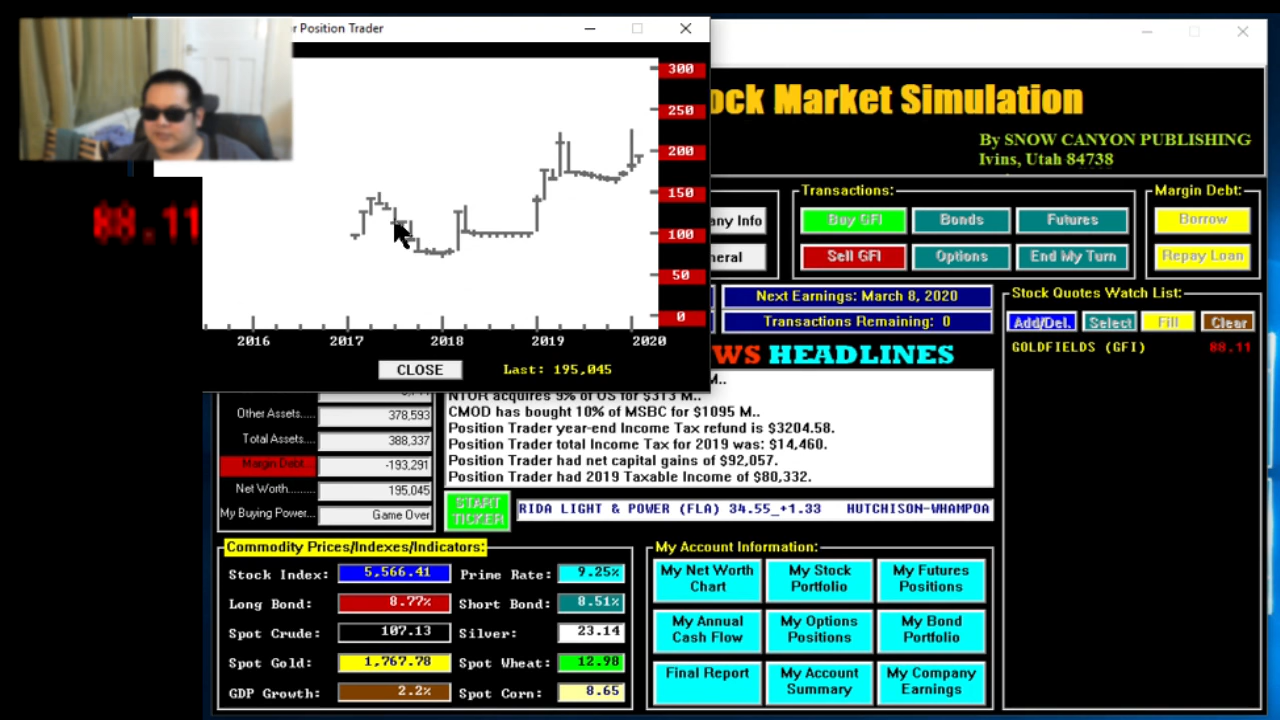 r Position Trader
ock Market Simulation
By SNOW CANYON PUBLISHING
Ivins, Utah 84738
300
250
200
150
100
50
0
2016 2017 2018 2019 2020
CLOSE
Last: 195,045
88.11
any Info
neral
Transactions:
Buy GFI
Bonds
Futures
Sell GFI
Options
End My Turn
Margin Debt:
Borrow
Repay Loan
Next Earnings: March 8, 2020
Transactions Remaining: 0
Stock Quotes Watch List:
Add/Del.
Select
Fill
Clear
GOLDFIELDS (GFI) 88.11
WS HEADLINES
M..
NTOR acquires 9% of US for $313 M..
CMOD has bought 10% of MSBC for $1095 M..
Position Trader year-end Income Tax refund is $3204.58.
Position Trader total Income Tax for 2019 was: $14,460.
Position Trader had net capital gains of $92,057.
Position Trader had 2019 Taxable Income of $80,332.
Other Assets.... 378,593
Total Assets.... 388,337
Margin Debt.. -193,291
Net Worth......... 195,045
My Buying Power... Game Over
START TICKER
RIDA LIGHT & POWER (FLA) 34.55_+1.33 HUTCHISON-WHAMPOA
Commodity Prices/Indexes/Indicators:
Stock Index: 5,566.41 Prime Rate: 9.25%
Long Bond: 8.77% Short Bond: 8.51%
Spot Crude: 107.13 Silver: 23.14
Spot Gold: 1,767.78 Spot Wheat: 12.98
GDP Growth: 2.2% Spot Corn: 8.65
My Account Information:
My Net Worth Chart
My Stock Portfolio
My Futures Positions
My Annual Cash Flow
My Options Positions
My Bond Portfolio
Final Report
My Account Summary
My Company Earnings